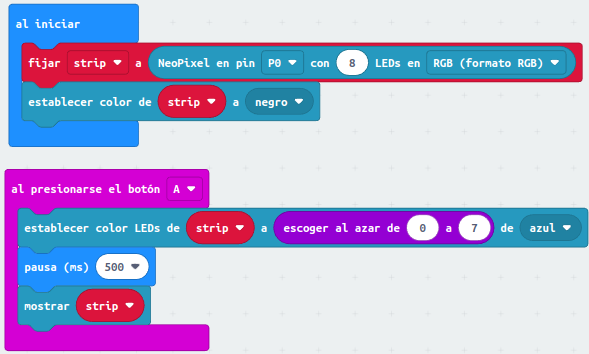 al iniciar
fijar strip a NeoPixel en pin P0 con 8 LEDs en RGB (formato RGB)
establecer color de strip a negro
al presionarse el botón A
establecer color LEDs de strip a escoger al azar de 0 a 7 de azul
pausa (ms) 500
mostrar strip